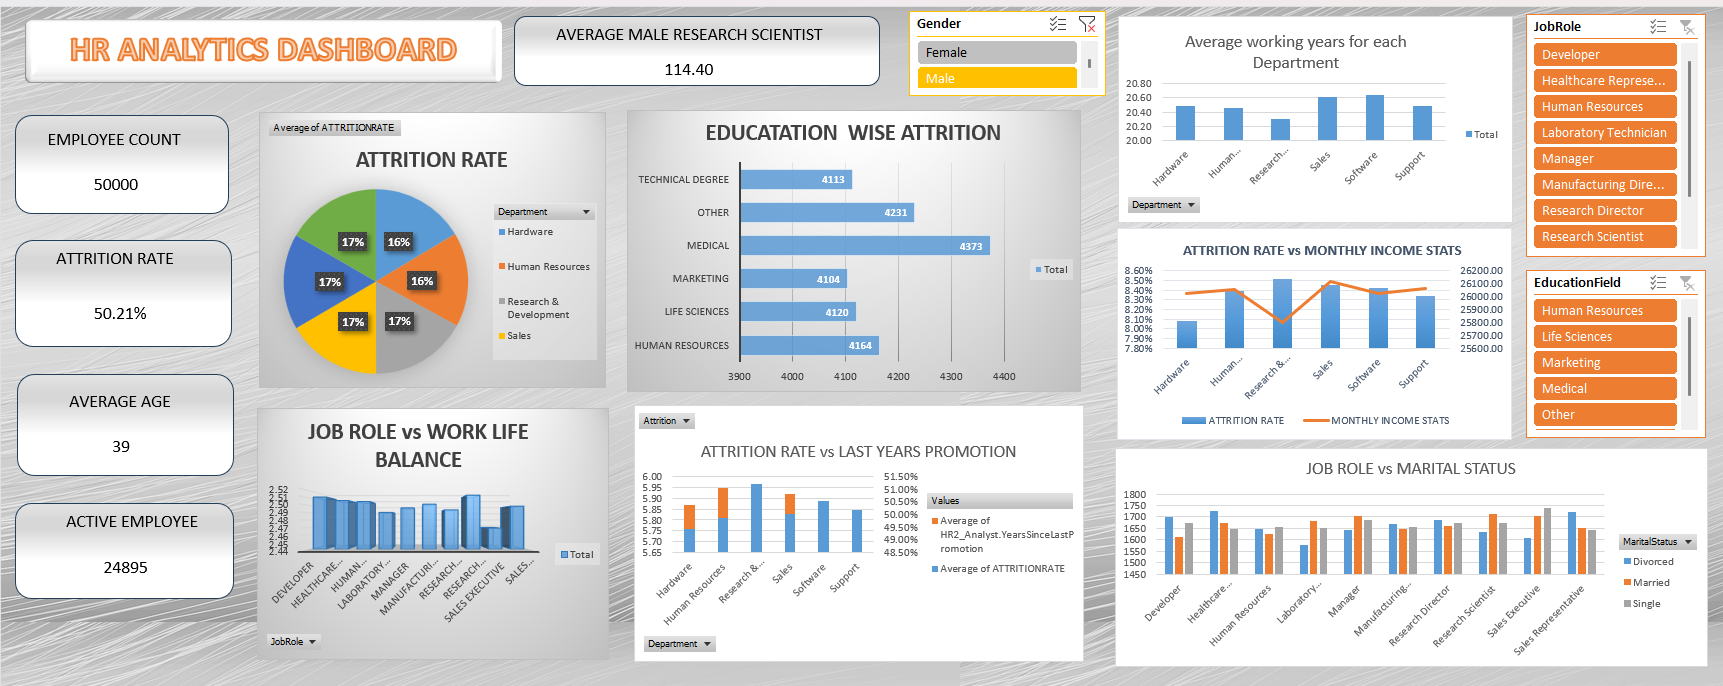 HR ANALYTICS DASHBOARD
AVERAGE MALE RESEARCH SCIENTIST
114.40
Gender
Female
Male
EMPLOYEE COUNT
50000
ATTRITION RATE
50.21%
AVERAGE AGE
39
ACTIVE EMPLOYEE
24895
Average of ATTRITIONRATE
ATTRITION RATE
17%
16%
17%
16%
17%
17%
Department
Hardware
Human Resources
Research &
Development
Sales
EDUCATATION WISE ATTRITION
TECHNICAL DEGREE
4113
OTHER
4231
MEDICAL
4373
MARKETING
4104
LIFE SCIENCES
4120
HUMAN RESOURCES
4164
3900 4000 4100 4200 4300 4400
Total
Average working years for each
Department
20.80
20.60
20.40
20.20
20.00
Hardware
Human...
Research...
Sales
Software
Support
Total
Department
JobRole
Developer
Healthcare Represe...
Human Resources
Laboratory Technician
Manager
Manufacturing Dire...
Research Director
Research Scientist
EducationField
Human Resources
Life Sciences
Marketing
Medical
Other
ATTRITION RATE vs MONTHLY INCOME STATS
8.60%
8.50%
8.40%
8.30%
8.20%
8.10%
8.00%
7.90%
7.80%
26200.00
26100.00
26000.00
25900.00
25800.00
25700.00
25600.00
Hardware
Human...
Research &...
Sales
Software
Support
ATTRITION RATE
MONTHLY INCOME STATS
JOB ROLE vs WORK LIFE
BALANCE
2.52
2.51
2.50
2.49
2.48
2.47
2.46
2.45
2.44
DEVELOPER
HEALTHCARE...
HUMAN...
LABORATORY...
MANAGER
MANUFACTURI...
RESEARCH...
RESEARCH...
SALES EXECUTIVE
SALES...
Total
JobRole
Attrition
ATTRITION RATE vs LAST YEARS PROMOTION
6.00
5.95
5.90
5.85
5.80
5.75
5.70
5.65
51.50%
51.00%
50.50%
50.00%
49.50%
49.00%
48.50%
Hardware
Human Resources
Research &...
Sales
Software
Support
Values
Average of
HR2_Analyst.YearsSinceLastP
romotion
Average of ATTRITIONRATE
Department
JOB ROLE vs MARITAL STATUS
1800
1750
1700
1650
1600
1550
1500
1450
Developer
Healthcare...
Human Resources
Laboratory...
Manager
Manufacturing...
Research Director
Research Scientist
Sales Executive
Sales Representative
MaritalStatus
Divorced
Married
Single